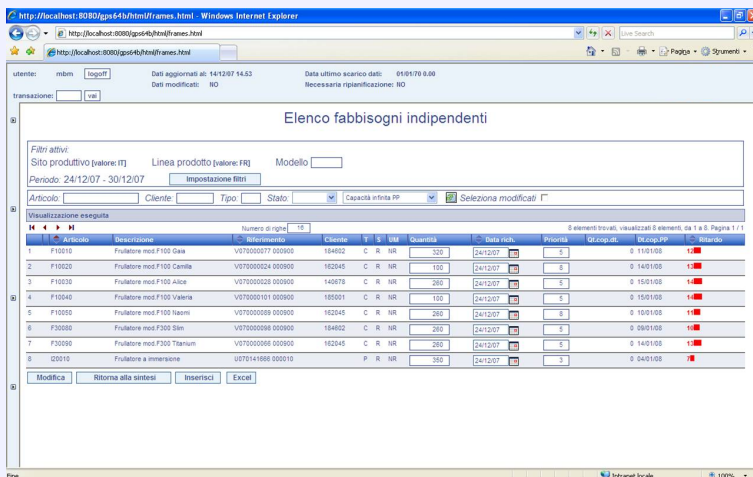 http://localhost:8080/gps64b/html/frames.html - Windows Internet Explorer
http://localhost:8080/gps64b/html/frames.html Live Search
http://localhost:8080/gps64b/html/frames.html Pagina Strumenti
utente: mbm logoff Dati aggiornati al: 14/12/07 14.53 Data ultimo scarico dati: 01/01/70 0.00
Dati modificati: NO Necessaria ripianificazione: NO
transazione: vai
Elenco fabbisogni indipendenti
Filtri attivi:
Sito produttivo [valore: IT] Linea prodotto [valore: FR] Modello
Periodo: 24/12/07 - 30/12/07 Impostazione filtri
Articolo: Cliente: Tipo: Stato: Capacità infinita PP Seleziona modificati
Visualizzazione eseguita
Numero di righe 16 8 elementi trovati, visualizzati 8 elementi, da 1 a 8. Pagina 1 / 1
Articolo Descrizione Riferimento Cliente T S UM Quantità Data rich. Priorità Qt.cop.dt. Dt.cop.PP Ritardo
1 F10010 Frullatore mod.F100 Gaia V070000077 000900 184602 C R NR 320 24/12/07 5 0 11/01/08 12
2 F10020 Frullatore mod.F100 Camilla V070000024 000900 162045 C R NR 100 24/12/07 8 0 14/01/08 13
3 F10030 Frullatore mod.F100 Alice V070000028 000900 140678 C R NR 260 24/12/07 5 0 15/01/08 14
4 F10040 Frullatore mod.F100 Valeria V070000101 000900 185001 C R NR 100 24/12/07 5 0 15/01/08 14
5 F10050 Frullatore mod.F100 Naomi V070000089 000900 162045 C R NR 260 24/12/07 8 0 10/01/08 11
6 F30080 Frullatore mod.F300 Slim V070000098 000900 184602 C R NR 260 24/12/07 5 0 09/01/08 10
7 F30090 Frullatore mod.F300 Titanium V070000066 000900 162045 C R NR 260 24/12/07 5 0 14/01/08 13
8 I20010 Frullatore a immersione U070141666 000010 P R NR 350 24/12/07 3 0 04/01/08 7
Modifica Ritorna alla sintesi Inserisci Excel
Fine Intranet locale 100%